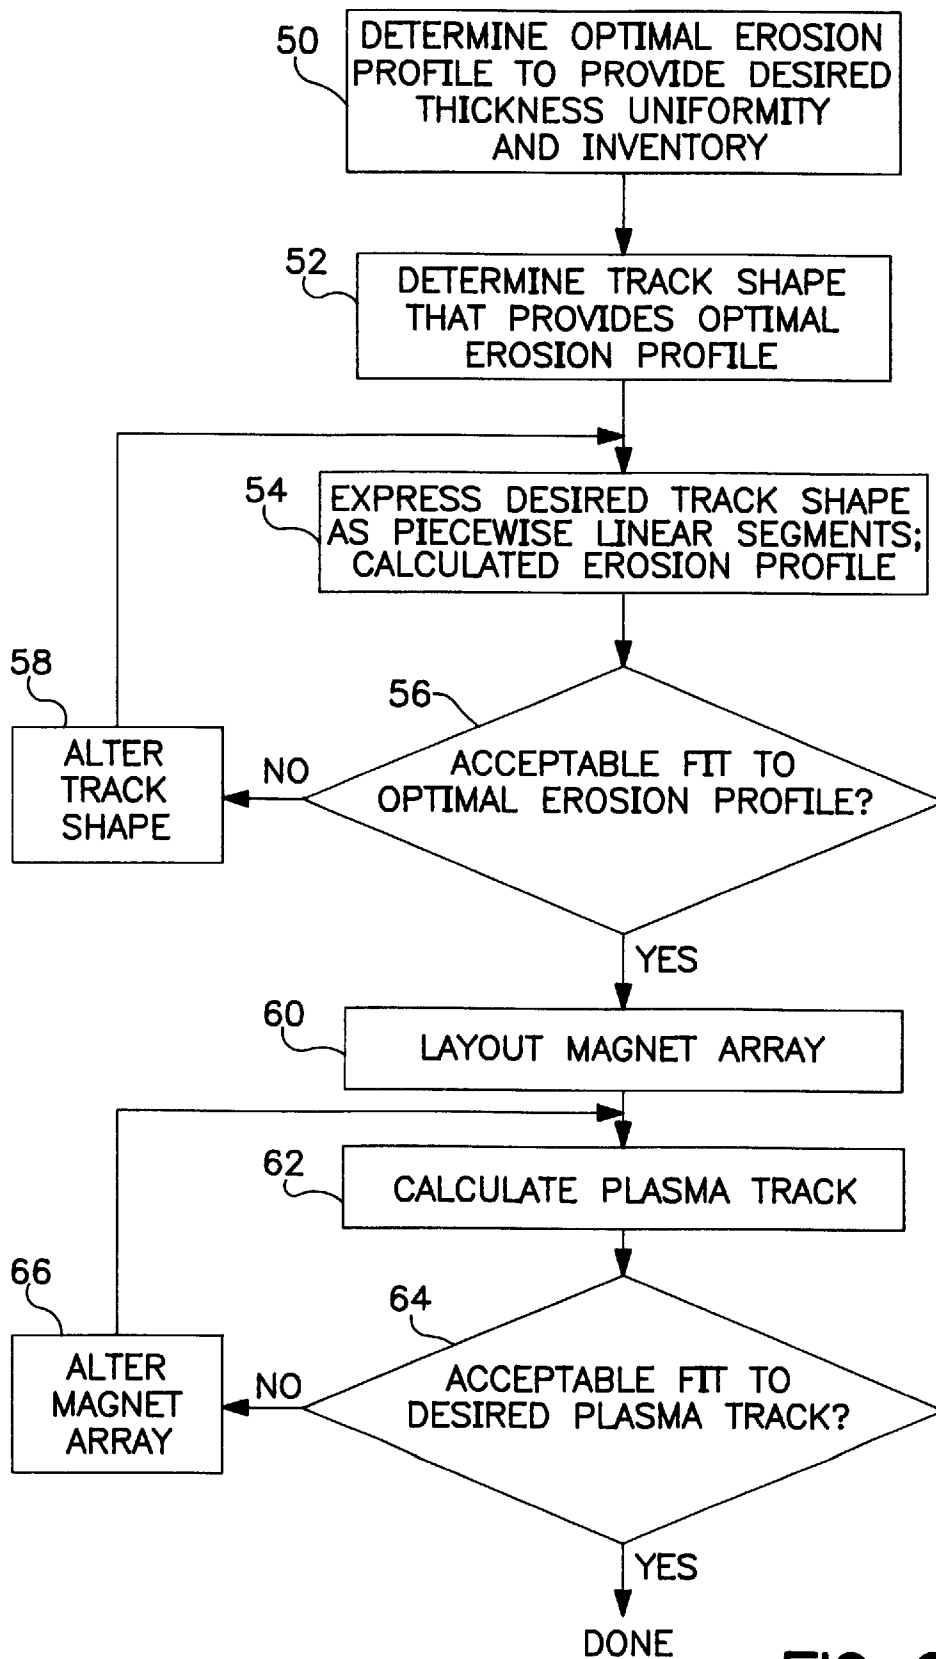 50
DETERMINE OPTIMAL EROSION
PROFILE TO PROVIDE DESIRED
THICKNESS UNIFORMITY
AND INVENTORY
52
DETERMINE TRACK SHAPE
THAT PROVIDES OPTIMAL
EROSION PROFILE
54
EXPRESS DESIRED TRACK SHAPE
AS PIECEWISE LINEAR SEGMENTS;
CALCULATED EROSION PROFILE
56
ACCEPTABLE FIT TO
OPTIMAL EROSION PROFILE?
NO
58
ALTER
TRACK
SHAPE
YES
60
LAYOUT MAGNET ARRAY
62
CALCULATE PLASMA TRACK
64
ACCEPTABLE FIT TO
DESIRED PLASMA TRACK?
NO
66
ALTER
MAGNET
ARRAY
YES
DONE